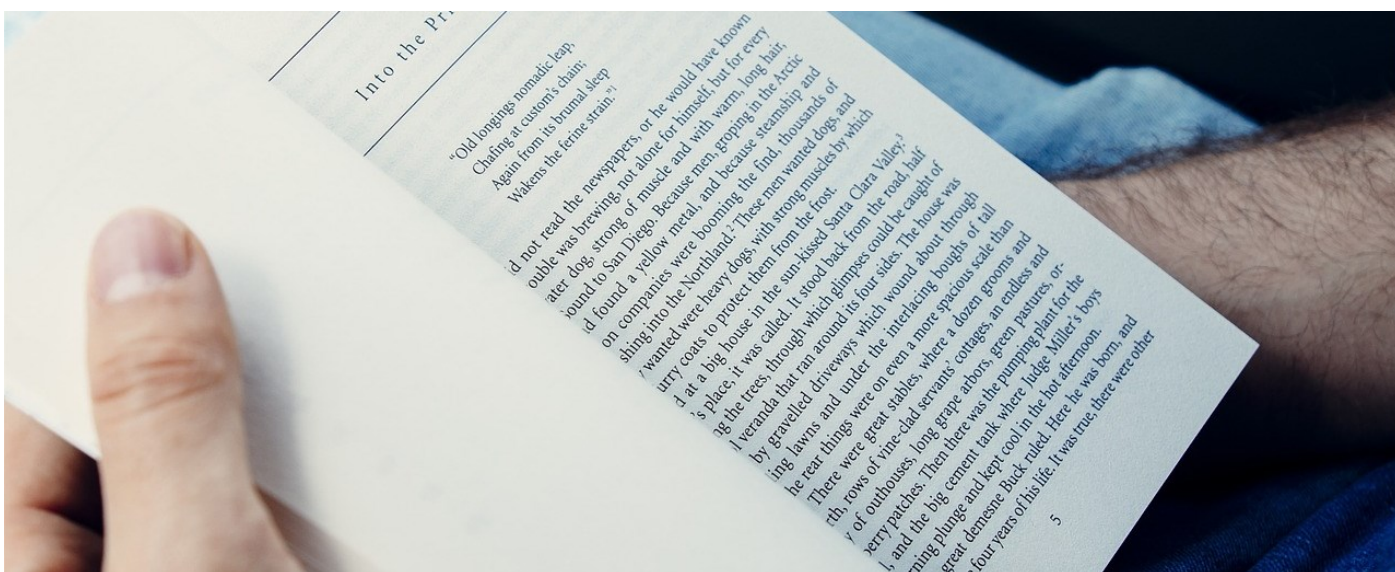 Into the Pri
“Old longings nomadic leap,
Chafing at custom’s chain;
Again from its brumal sleep
Wakens the ferine strain.”¹
not read the newspapers, or he would have known
was brewing not alone for himself, but for every
dog, strong of muscle and with warm, long hair,
to San Diego. Because men, groping in the Arctic
found a yellow metal, and because steamship and
companies were booming the find, thousands of
into the Northland.² These men wanted dogs, and
wanted were heavy dogs, with strong muscles by which
coats to protect them from the frost.
at a big house in the sun-kissed Santa Clara Valley.³
’s place, it was called. It stood back from the road, half
the trees, through which glimpses could be caught of
veranda that ran around its four sides. The house was
by gravelled driveways which wound about through
lawns and under the interlacing boughs of tall
the rear things were on even a more spacious scale than
There were great stables, where a dozen grooms and
rows of vine-clad servants’ cottages, an endless and
of outhouses, long grape arbors, green pastures, or-
berry patches. Then there was the pumping plant for the
and the big cement tank where Judge Miller’s boys
plunge and kept cool in the hot afternoon.
great demesne Buck ruled. Here he was born, and
four years of his life. It was true, there were other
5